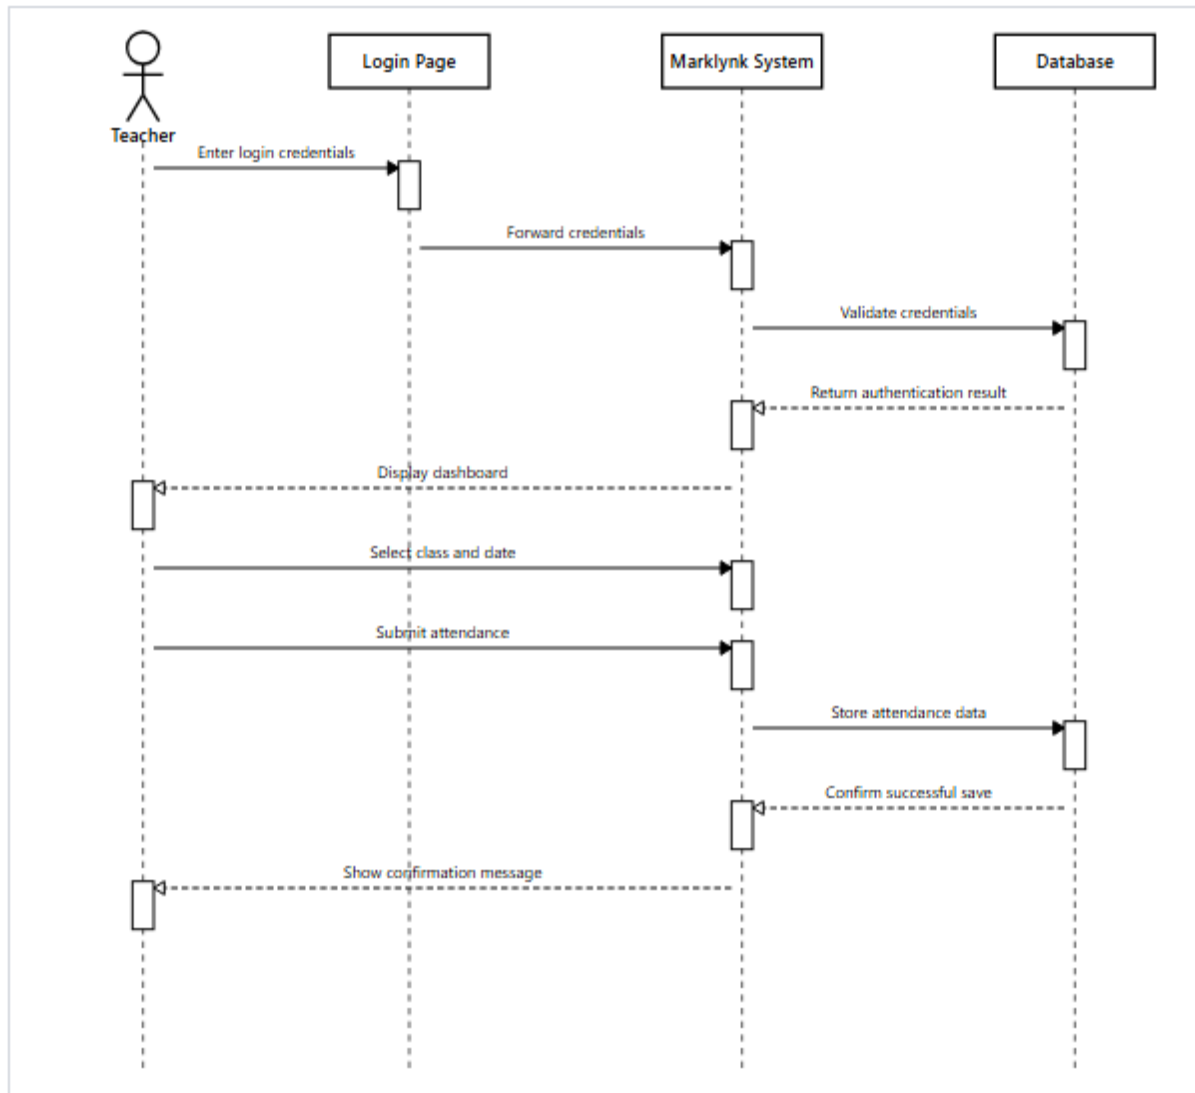 Login Page
Marklynk System
Database
Teacher
Enter login credentials
Forward credentials
Validate credentials
Return authentication result
Display dashboard
Select class and date
Submit attendance
Store attendance data
Confirm successful save
Show confirmation message